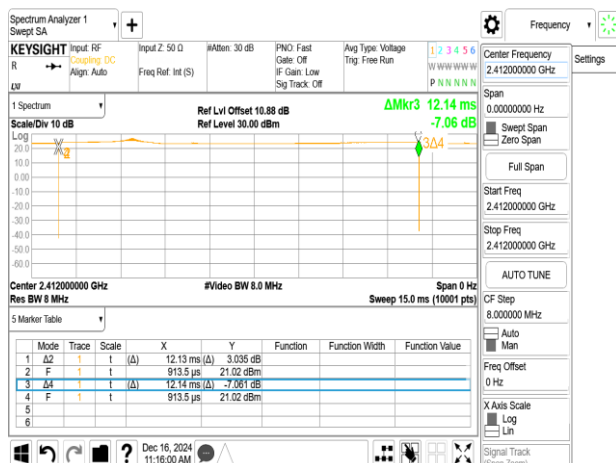 Spectrum Analyzer 1
Swept SA
Frequency
KEYSIGHT
Input: RF
Coupling: DC
Align: Auto
Input Z: 50 Ω
Freq Ref: Int (S)
#Atten: 30 dB
PNO: Fast
Gate: Off
IF Gain: Low
Sig Track: Off
Avg Type: Voltage
Trig: Free Run
1 2 3 4 5 6
W W W W W W
P N N N N N
R
LXI
Center Frequency
2.412000000 GHz
Settings
Span
0.00000000 Hz
Swept Span
Zero Span
Full Span
Start Freq
2.412000000 GHz
Stop Freq
2.412000000 GHz
AUTO TUNE
CF Step
8.000000 MHz
Auto
Man
Freq Offset
0 Hz
X Axis Scale
Log
Lin
Signal Track
(Span Zoom)
1 Spectrum
Scale/Div 10 dB
Ref Lvl Offset 10.88 dB
Ref Level 30.00 dBm
ΔMkr3 12.14 ms
-7.06 dB
Log
20.0
10.0
0.00
-10.0
-20.0
-30.0
-40.0
-50.0
-60.0
3Δ4
Center 2.412000000 GHz
Res BW 8 MHz
#Video BW 8.0 MHz
Span 0 Hz
Sweep 15.0 ms (10001 pts)
5 Marker Table
Mode Trace Scale X Y Function Function Width Function Value
1 Δ2 1 t (Δ) 12.13 ms (Δ) 3.035 dB
2 F 1 t 913.5 µs 21.02 dBm
3 Δ4 1 t (Δ) 12.14 ms (Δ) -7.061 dB
4 F 1 t 913.5 µs 21.02 dBm
5
6
?
Dec 16, 2024
11:16:00 AM